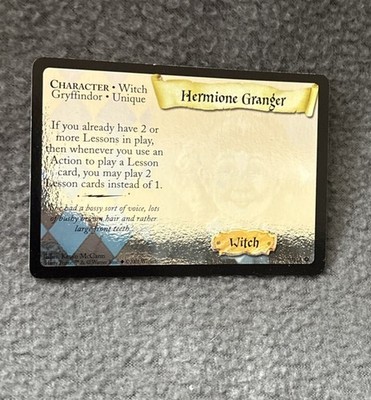 CHARACTER • Witch
Gryffindor • Unique
Hermione Granger
If you already have 2 or
more Lessons in play,
then whenever you use an
Action to play a Lesson
card, you may play 2
Lesson cards instead of 1.
She had a bossy sort of voice, lots
of bushy brown hair and rather
large front teeth.
Witch